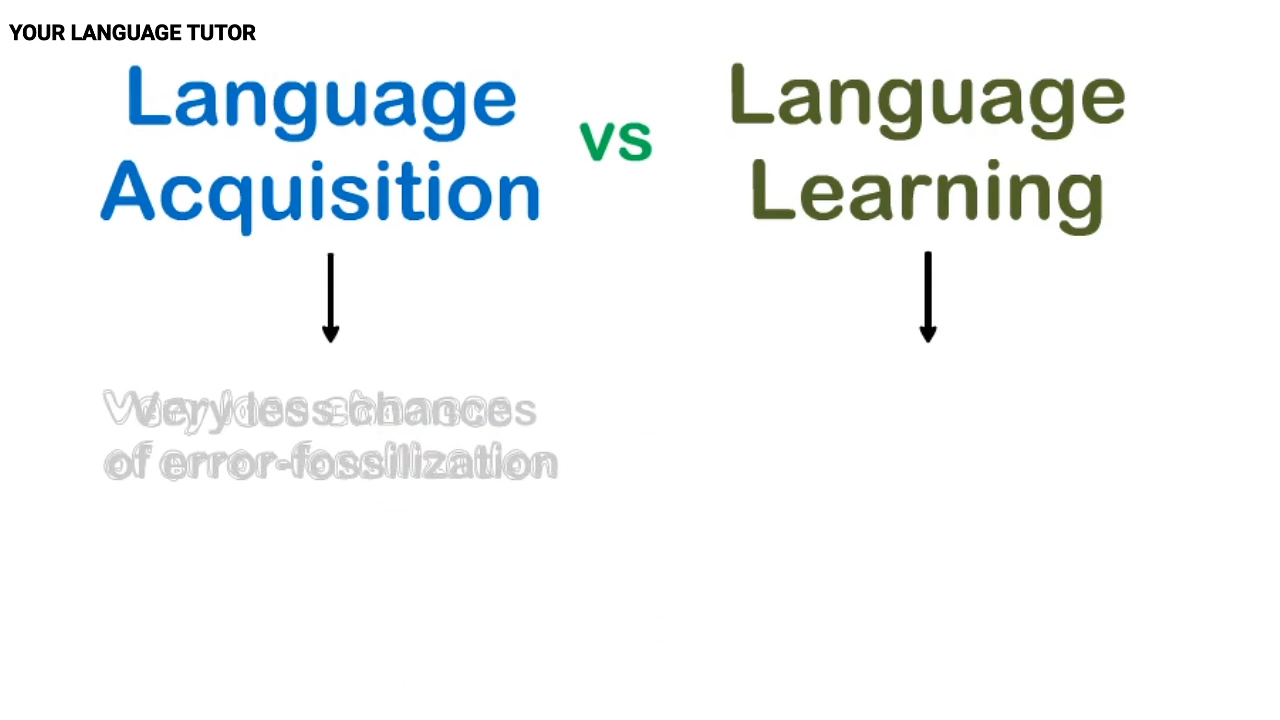 YOUR LANGUAGE TUTOR
Language
Acquisition
vs
Language
Learning
Very less chances
of error-fossilization